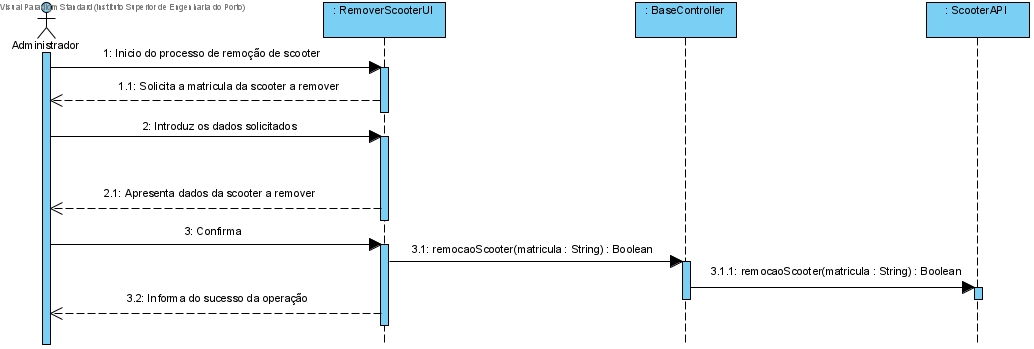 Visual Paradigm Standard (Instituto Superior de Engenharia do Porto)
: RemoverScooterUI
: BaseController
: ScooterAPI
Administrador
1: Inicio do processo de remoção de scooter
1.1: Solicita a matricula da scooter a remover
2: Introduz os dados solicitados
2.1: Apresenta dados da scooter a remover
3: Confirma
3.1: remocaoScooter(matricula : String) : Boolean
3.1.1: remocaoScooter(matricula : String) : Boolean
3.2: Informa do sucesso da operação